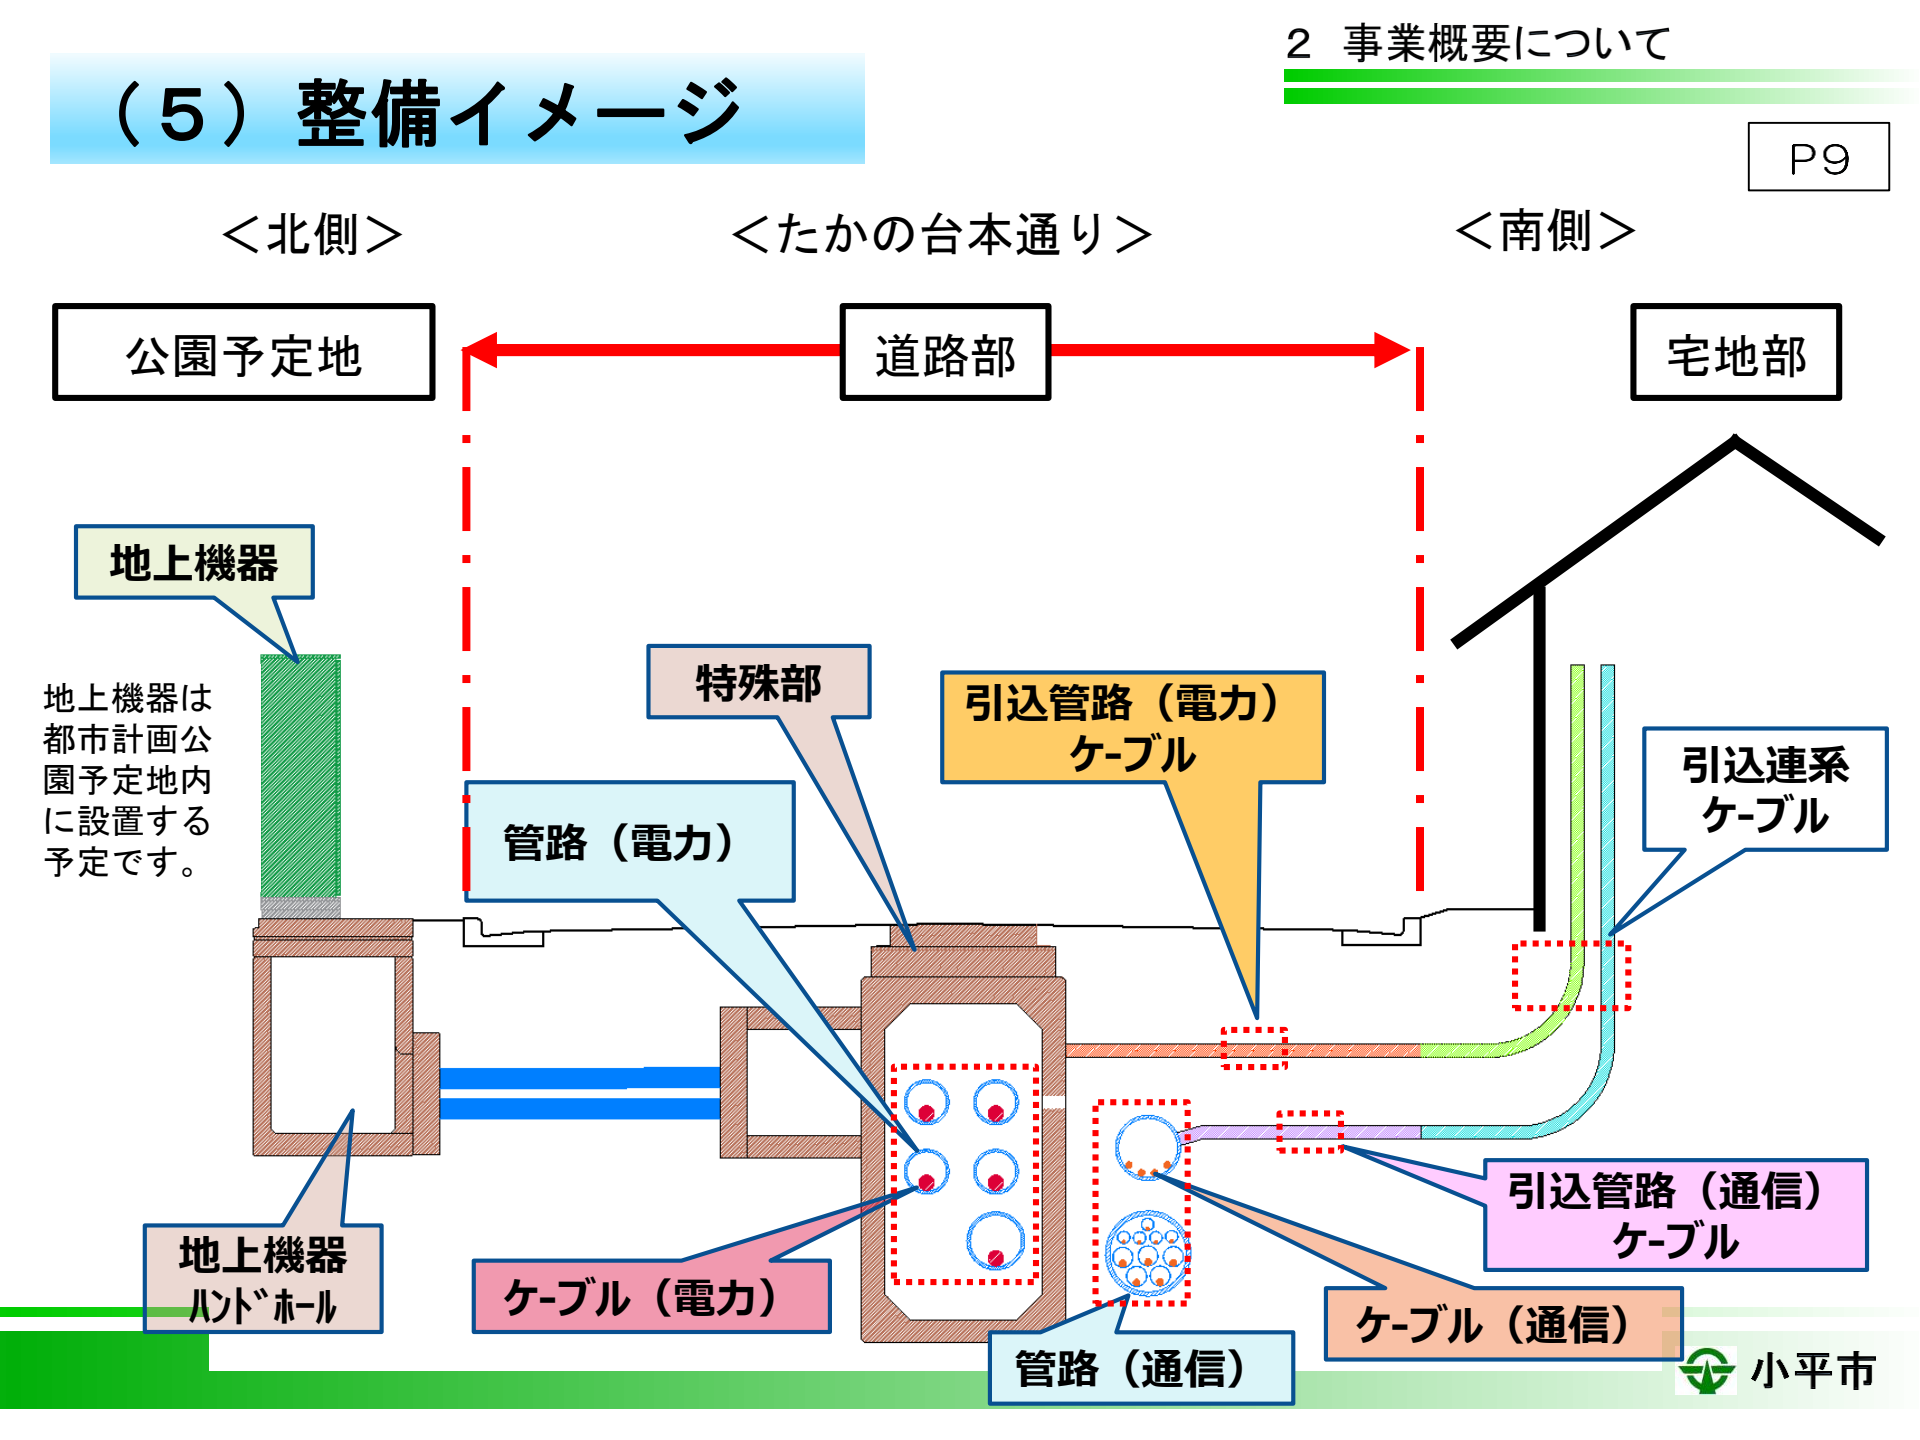 ２　事業概要について
（５）整備イメージ
P9
＜北側＞
＜たかの台本通り＞
＜南側＞
公園予定地
道路部
宅地部
地上機器
地上機器は
都市計画公
園予定地内
に設置する
予定です。
特殊部
引込管路（電力）
ケーブル
引込連系
ケーブル
管路（電力）
引込管路（通信）
ケーブル
地上機器
ﾊﾝﾄﾞﾎｰﾙ
ケーブル（電力）
ケーブル（通信）
管路（通信）
小平市